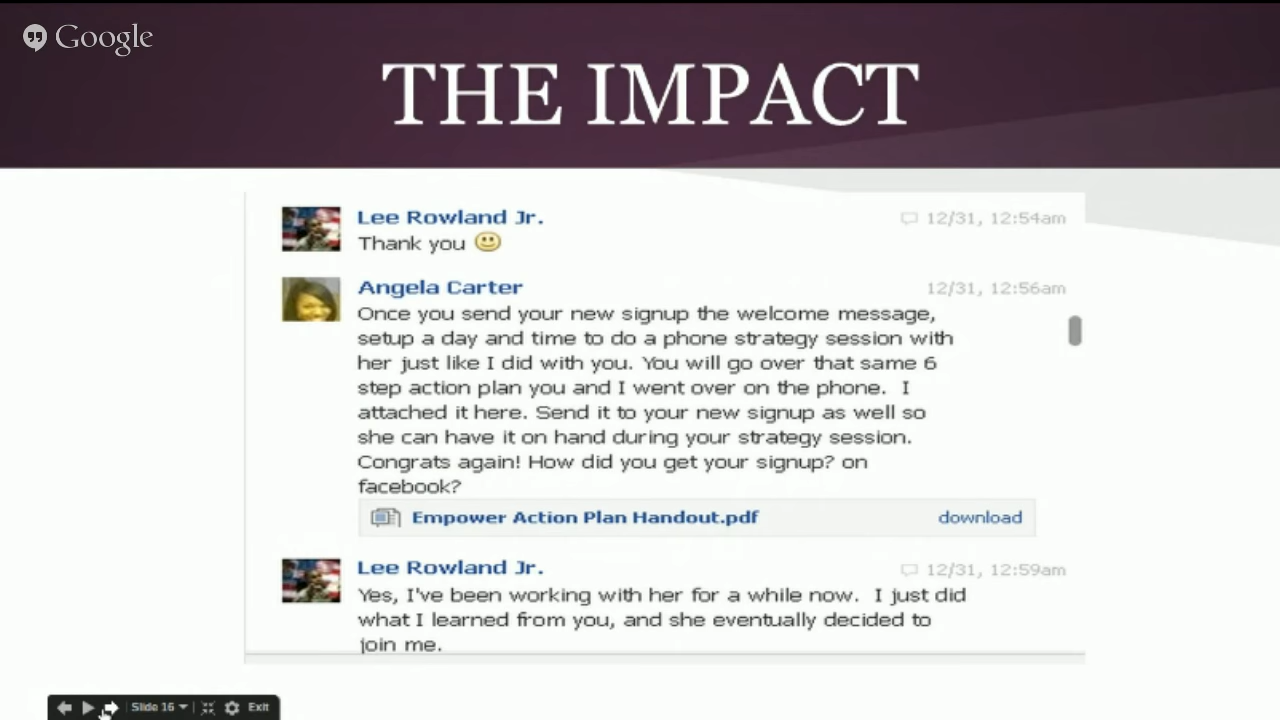 Google
THE IMPACT
Lee Rowland Jr.
12/31, 12:54am
Thank you
Angela Carter
12/31, 12:56am
Once you send your new signup the welcome message,
setup a day and time to do a phone strategy session with
her just like I did with you. You will go over that same 6
step action plan you and I went over on the phone.  I
attached it here. Send it to your new signup as well so
she can have it on hand during your strategy session.
Congrats again! How did you get your signup? on
facebook?
Empower Action Plan Handout.pdf
download
Lee Rowland Jr.
12/31, 12:59am
Yes, I've been working with her for a while now.  I just did
what I learned from you, and she eventually decided to
join me.
Slide 16
Exit